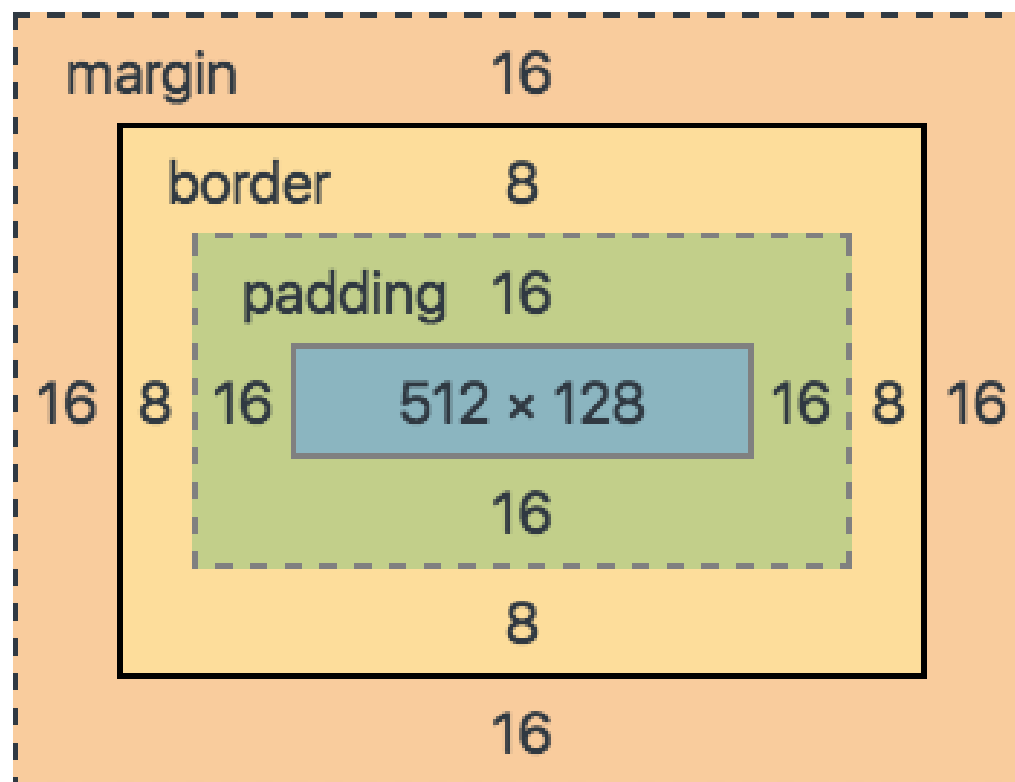 margin 16
border 8
padding 16
16 8 16 512 × 128 16 8 16
16
8
16